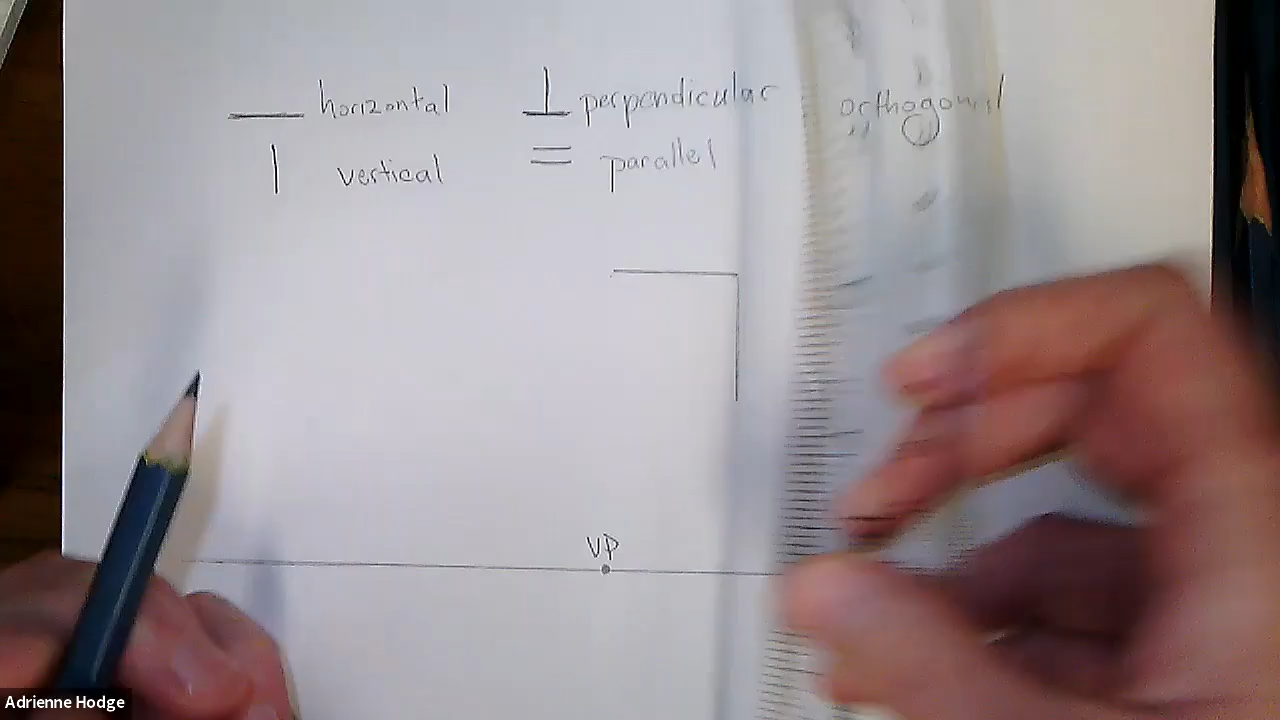 horizontal perpendicular orthogonal
vertical parallel
VP
Adrienne Hodge